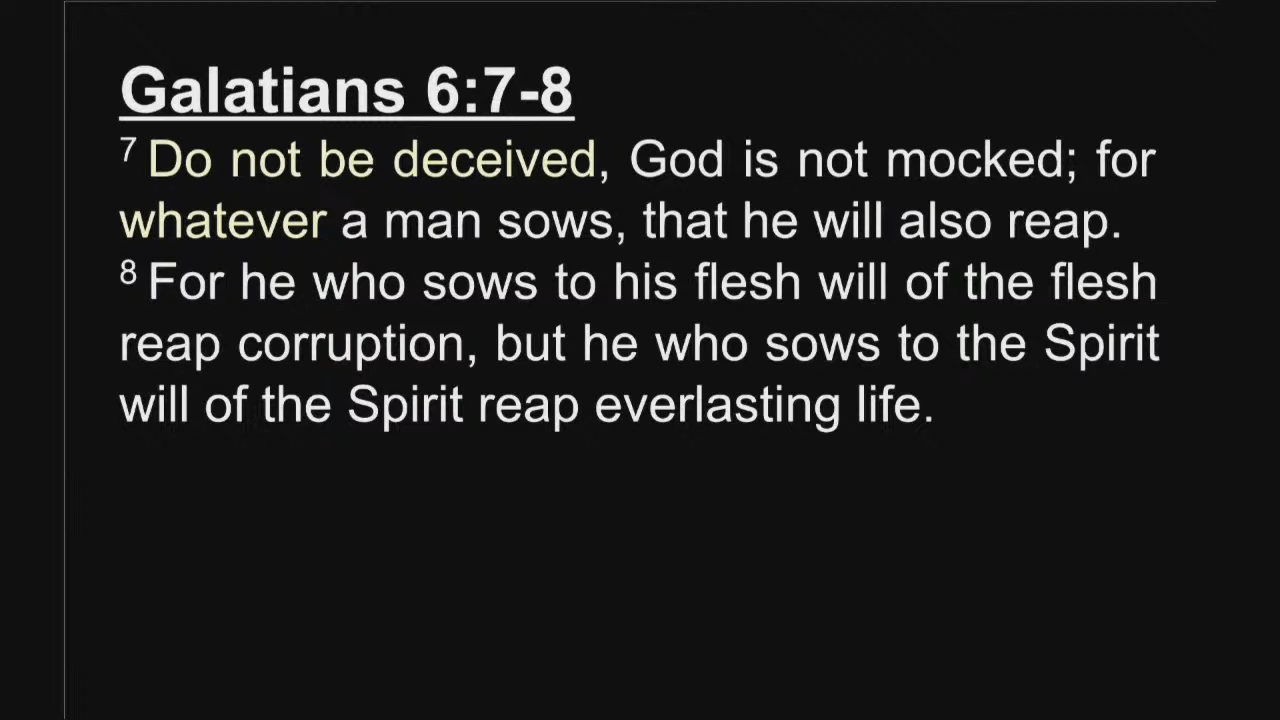 Galatians 6:7-8
7 Do not be deceived, God is not mocked; for
whatever a man sows, that he will also reap.
8 For he who sows to his flesh will of the flesh
reap corruption, but he who sows to the Spirit
will of the Spirit reap everlasting life.